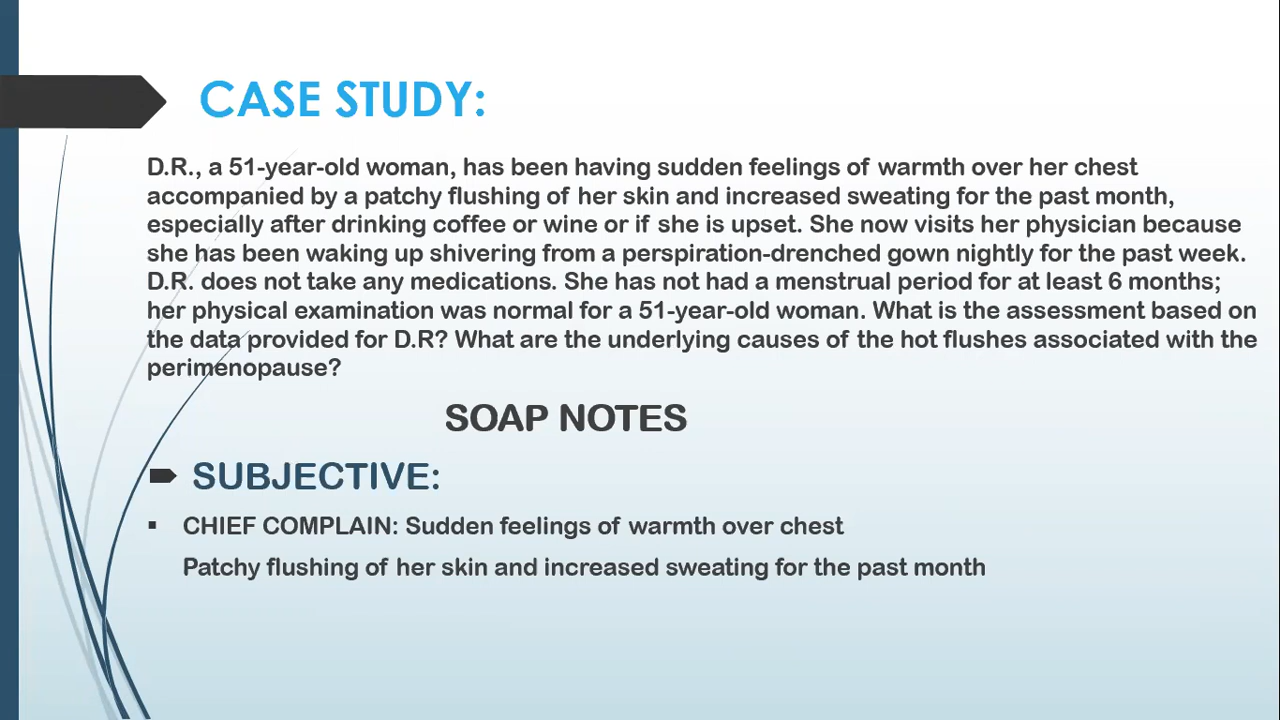 CASE STUDY:
D.R., a 51-year-old woman, has been having sudden feelings of warmth over her chest
accompanied by a patchy flushing of her skin and increased sweating for the past month,
especially after drinking coffee or wine or if she is upset. She now visits her physician because
she has been waking up shivering from a perspiration-drenched gown nightly for the past week.
D.R. does not take any medications. She has not had a menstrual period for at least 6 months;
her physical examination was normal for a 51-year-old woman. What is the assessment based on
the data provided for D.R? What are the underlying causes of the hot flushes associated with the
perimenopause?
SOAP NOTES
SUBJECTIVE:
▪ CHIEF COMPLAIN: Sudden feelings of warmth over chest
Patchy flushing of her skin and increased sweating for the past month